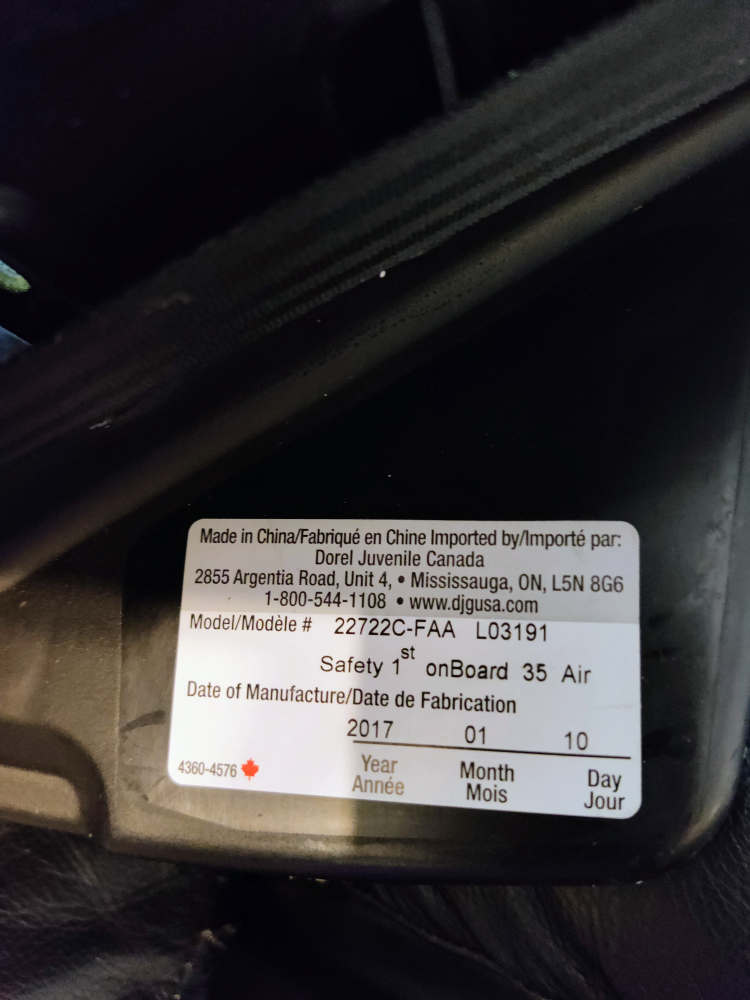 Made in China/Fabriqué en Chine Imported by/Importé par:
Dorel Juvenile Canada
2855 Argentia Road, Unit 4, • Mississauga, ON, L5N 8G6
1-800-544-1108 • www.djgusa.com
Model/Modèle # 22722C-FAA L03191
Safety 1st onBoard 35 Air
Date of Manufacture/Date de Fabrication
2017 01 10
4360-4576 Year Month Day
Année Mois Jour